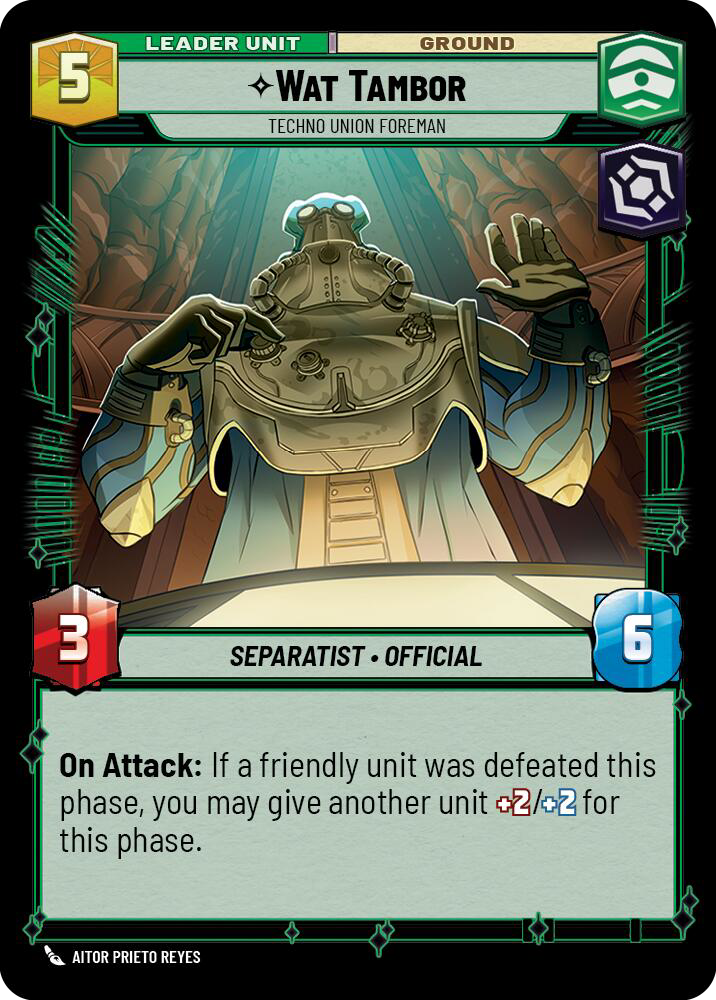 LEADER UNIT
GROUND
5
✧WAT TAMBOR
TECHNO UNION FOREMAN
3
SEPARATIST • OFFICIAL
6
On Attack: If a friendly unit was defeated this
phase, you may give another unit +2/+2 for
this phase.
AITOR PRIETO REYES